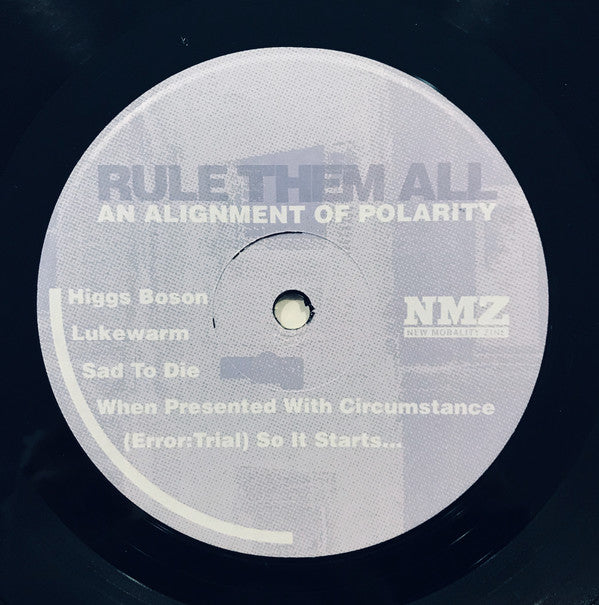 RULE THEM ALL
AN ALIGNMENT OF POLARITY
Higgs Boson
NMZ
NEW MORALITY ZINE
Lukewarm
Sad To Die
When Presented With Circumstance
(Error:Trial) So It Starts...